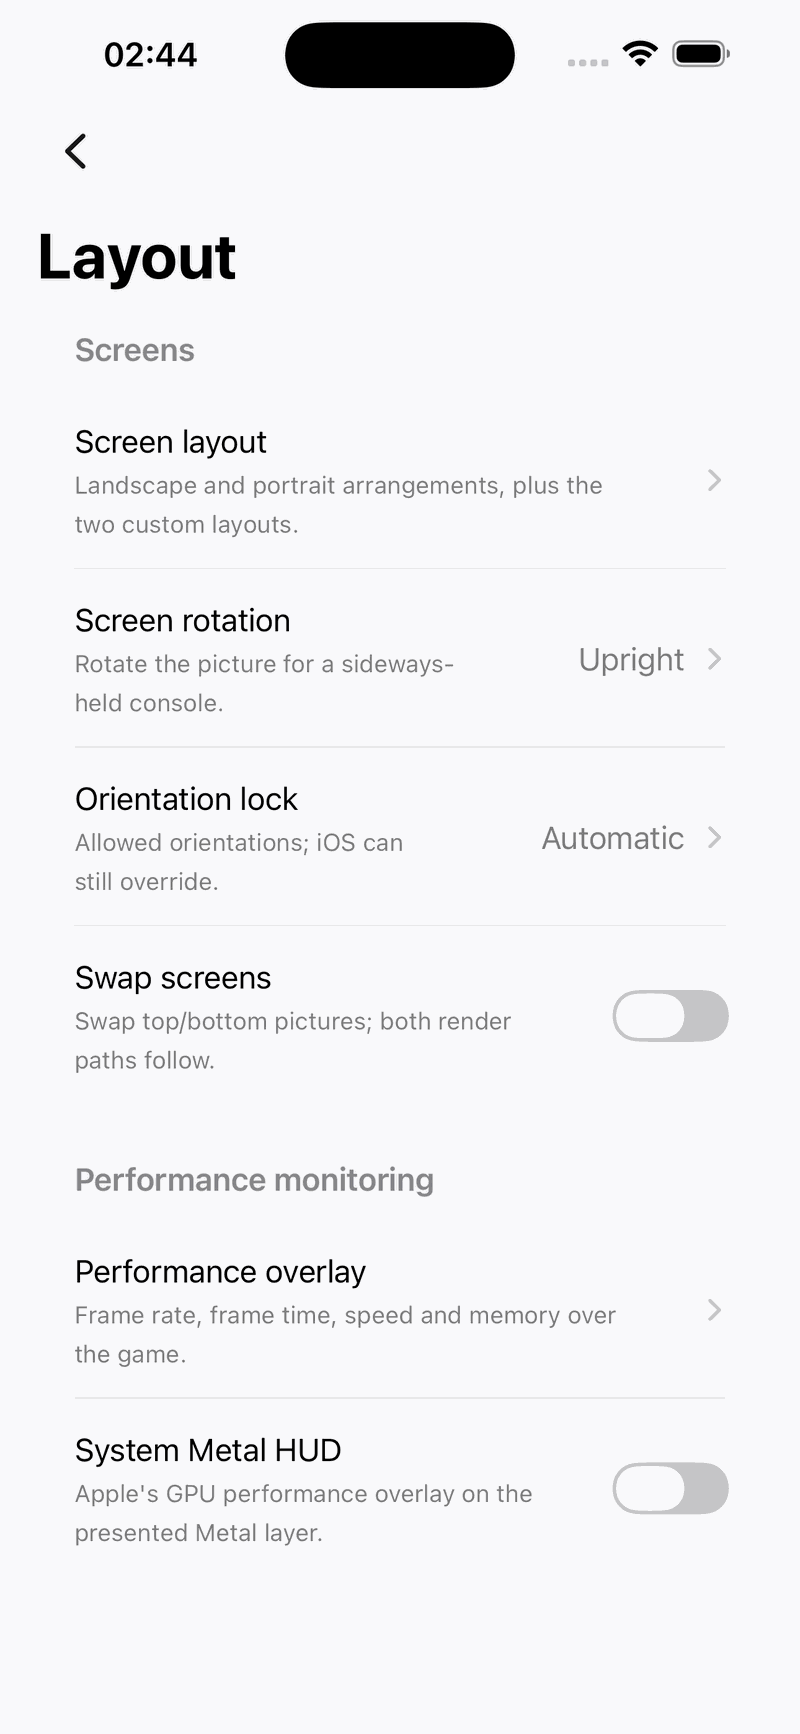 02:44
Layout
Screens
Screen layout
Landscape and portrait arrangements, plus the
two custom layouts.
Screen rotation
Rotate the picture for a sideways-
held console.
Upright
Orientation lock
Allowed orientations; iOS can
still override.
Automatic
Swap screens
Swap top/bottom pictures; both render
paths follow.
Performance monitoring
Performance overlay
Frame rate, frame time, speed and memory over
the game.
System Metal HUD
Apple's GPU performance overlay on the
presented Metal layer.